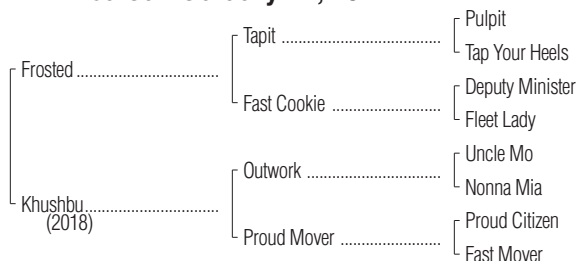 Pulpit
Tapit
Tap Your Heels
Frosted
Deputy Minister
Fast Cookie
Fleet Lady
Uncle Mo
Outwork
Nonna Mia
Khushbu
(2018)
Proud Citizen
Proud Mover
Fast Mover